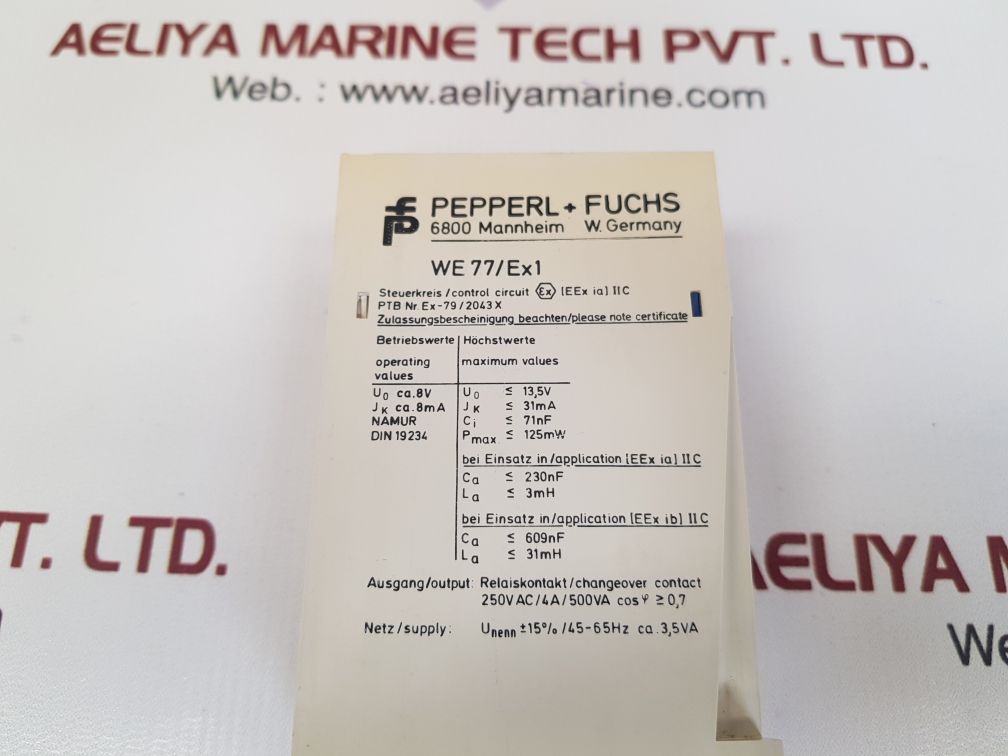 AELIYA MARINE TECH PVT. LTD.
Web. : www.aeliyamarine.com
PEPPERL + FUCHS
6800 Mannheim W. Germany
WE 77/Ex1
Steuerkreis/control circuit Ex [EEx ia] IIC
PTB Nr. Ex-79/2043 X
Zulassungsbescheinigung beachten/please note certificate
Betriebswerte Höchstwerte
operating maximum values
values
U0 ca. 8V U0 ≤ 13,5V
JK ca. 8mA JK ≤ 31mA
NAMUR Ci ≤ 71nF
DIN 19234 Pmax ≤ 125mW
bei Einsatz in/application [EEx ia] IIC
Ca ≤ 230nF
La ≤ 3mH
bei Einsatz in/application [EEx ib] IIC
Ca ≤ 609nF
La ≤ 31mH
Ausgang/output: Relaiskontakt/changeover contact
250V AC/4A/500VA cos φ ≥ 0,7
Netz/supply: Unenn ±15%/45-65Hz ca. 3,5VA
VT. LTD.
AELIYA M
We